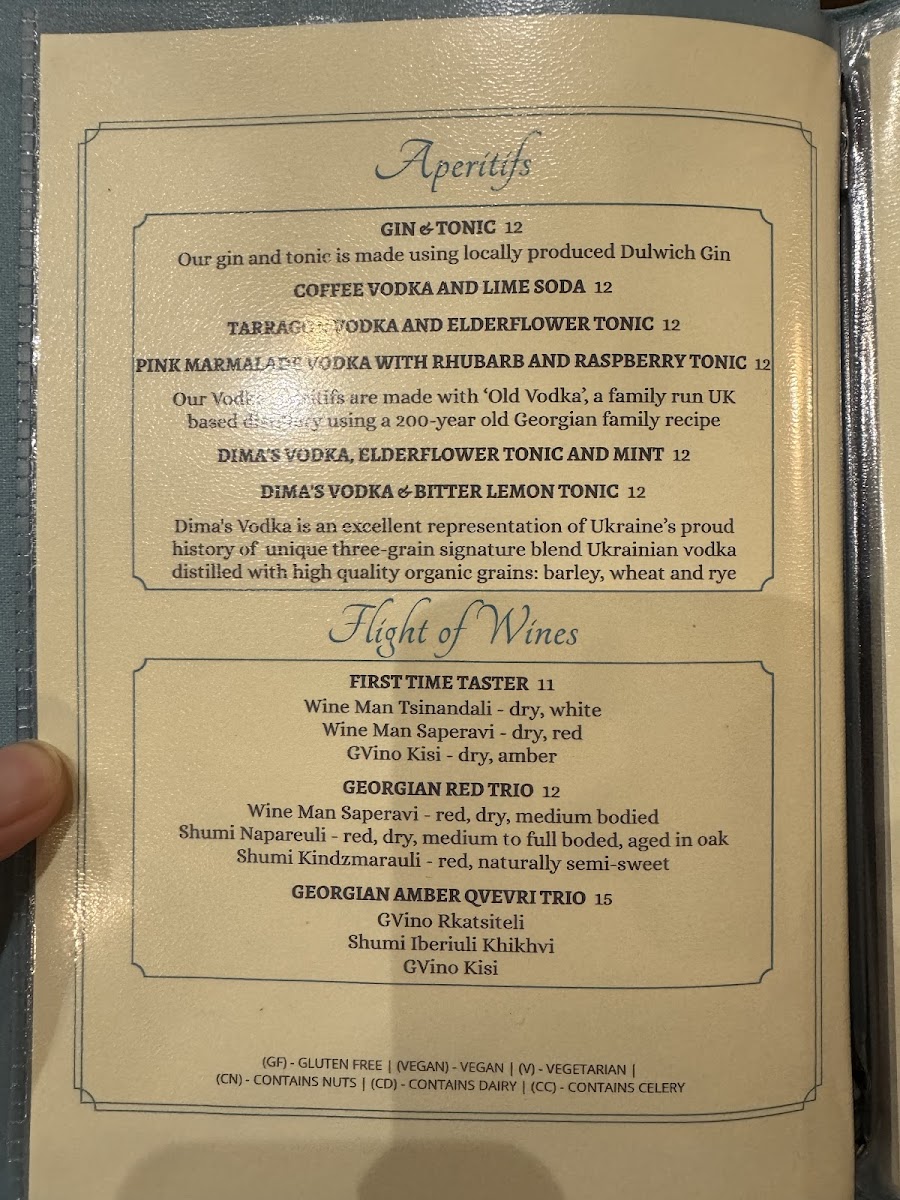 Aperitifs
GIN & TONIC 12
Our gin and tonic is made using locally produced Dulwich Gin
COFFEE VODKA AND LIME SODA 12
TARRAGON VODKA AND ELDERFLOWER TONIC 12
PINK MARMALADE VODKA WITH RHUBARB AND RASPBERRY TONIC 12
Our Vodka Aperitifs are made with ‘Old Vodka’, a family run UK
based distillery using a 200-year old Georgian family recipe
DIMA'S VODKA, ELDERFLOWER TONIC AND MINT 12
DIMA'S VODKA & BITTER LEMON TONIC 12
Dima's Vodka is an excellent representation of Ukraine’s proud
history of unique three-grain signature blend Ukrainian vodka
distilled with high quality organic grains: barley, wheat and rye
Flight of Wines
FIRST TIME TASTER 11
Wine Man Tsinandali - dry, white
Wine Man Saperavi - dry, red
GVino Kisi - dry, amber
GEORGIAN RED TRIO 12
Wine Man Saperavi - red, dry, medium bodied
Shumi Napareuli - red, dry, medium to full boded, aged in oak
Shumi Kindzmarauli - red, naturally semi-sweet
GEORGIAN AMBER QVEVRI TRIO 15
GVino Rkatsiteli
Shumi Iberiuli Khikhvi
GVino Kisi
(GF) - GLUTEN FREE | (VEGAN) - VEGAN | (V) - VEGETARIAN |
(CN) - CONTAINS NUTS | (CD) - CONTAINS DAIRY | (CC) - CONTAINS CELERY